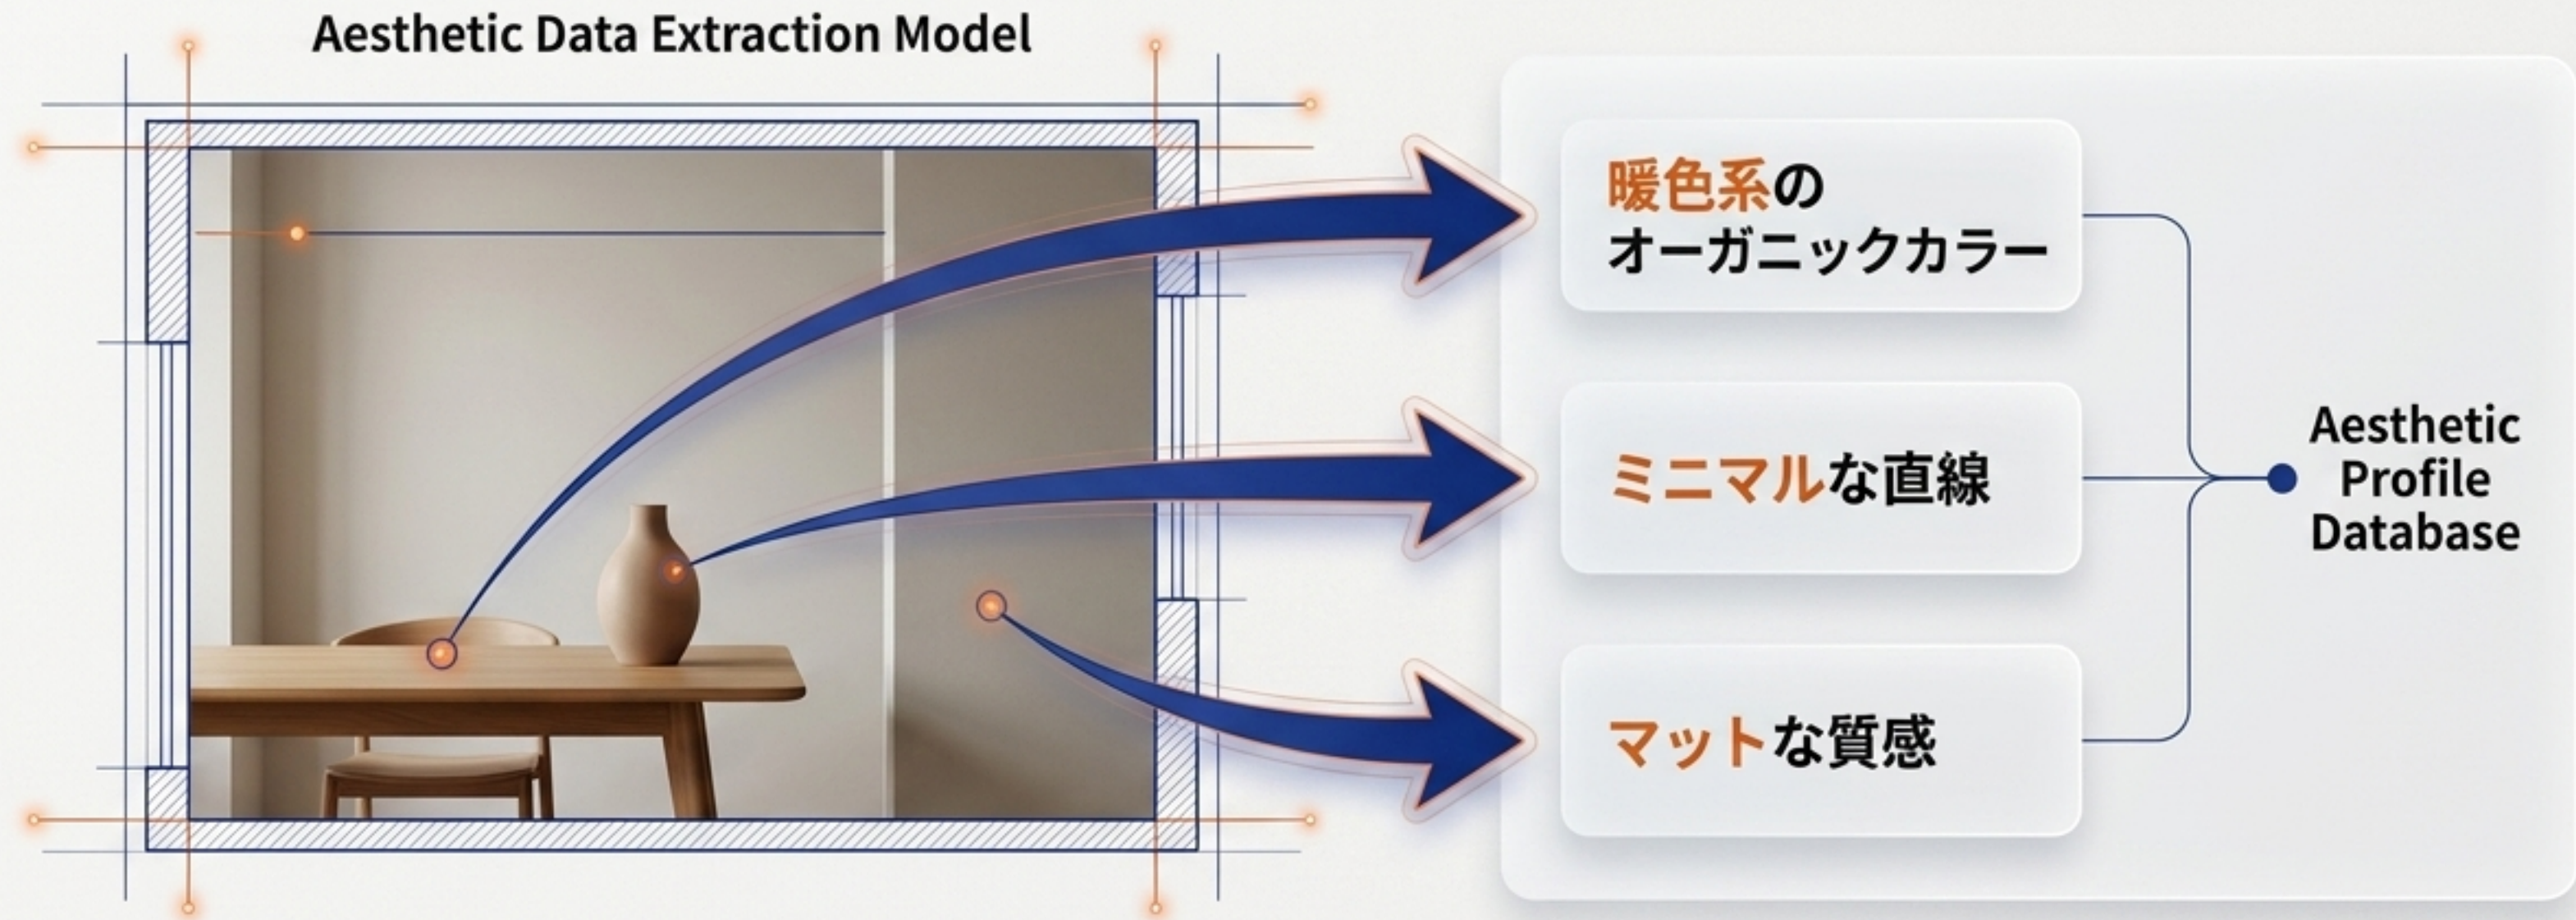 Aesthetic Data Extraction Model
暖色系の
オーガニックカラー
ミニマルな直線
マットな質感
Aesthetic
Profile
Database